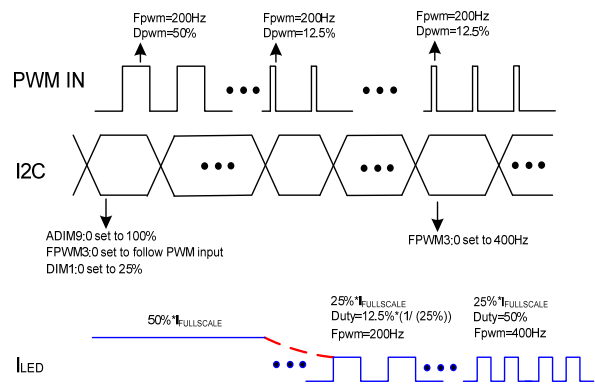 Fpwm=200Hz
Dpwm=50%
Fpwm=200Hz
Dpwm=12.5%
Fpwm=200Hz
Dpwm=12.5%
PWM IN
I2C
ADIM9:0 set to 100%
FPWM3:0 set to follow PWM input
DIM1:0 set to 25%
FPWM3:0 set to 400Hz
50%*IFULLSCALE
25%*IFULLSCALE
Duty=12.5%*(1/ (25%))
Fpwm=200Hz
25%*IFULLSCALE
Duty=50%
Fpwm=400Hz
ILED